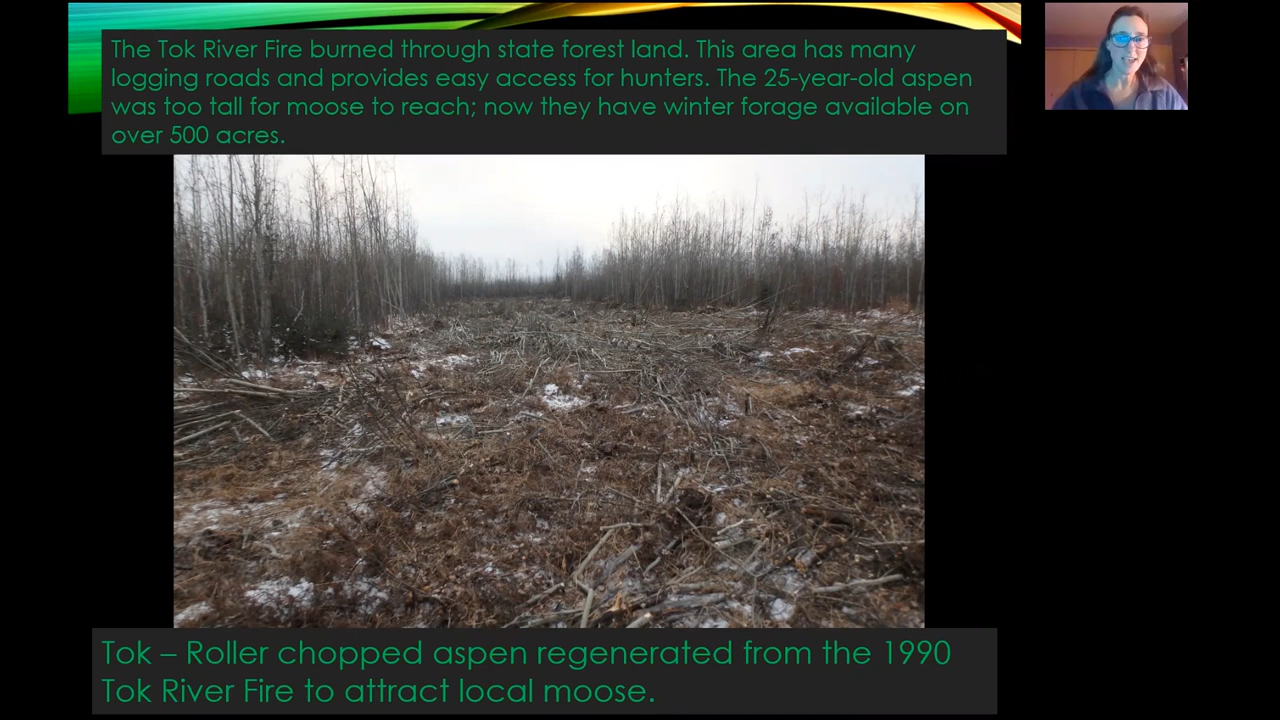 The Tok River Fire burned through state forest land. This area has many
logging roads and provides easy access for hunters. The 25-year-old aspen
was too tall for moose to reach; now they have winter forage available on
over 500 acres.
Tok – Roller chopped aspen regenerated from the 1990
Tok River Fire to attract local moose.